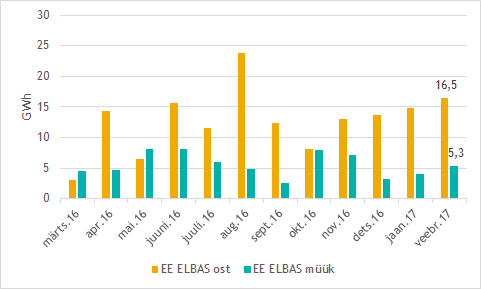 30
25
20
15
10
5
0
GWh
16,5
5,3
märts.16
apr.16
mai.16
juuni.16
juuli.16
aug.16
sept.16
okt.16
nov.16
dets.16
jaan.17
veebr.17
EE ELBAS ost
EE ELBAS müük